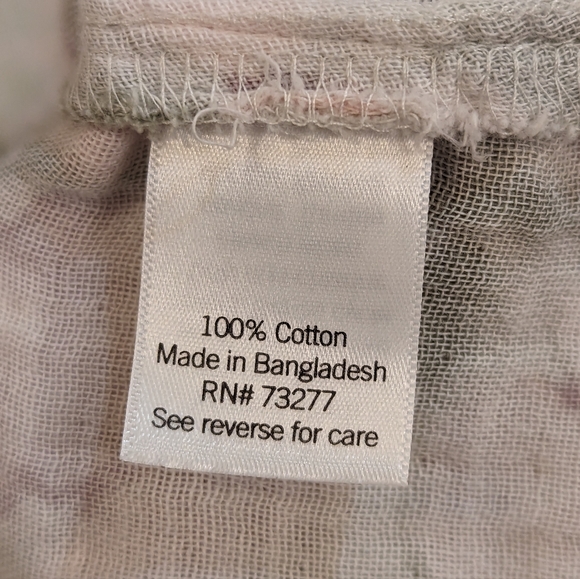 100% Cotton
Made in Bangladesh
RN# 73277
See reverse for care